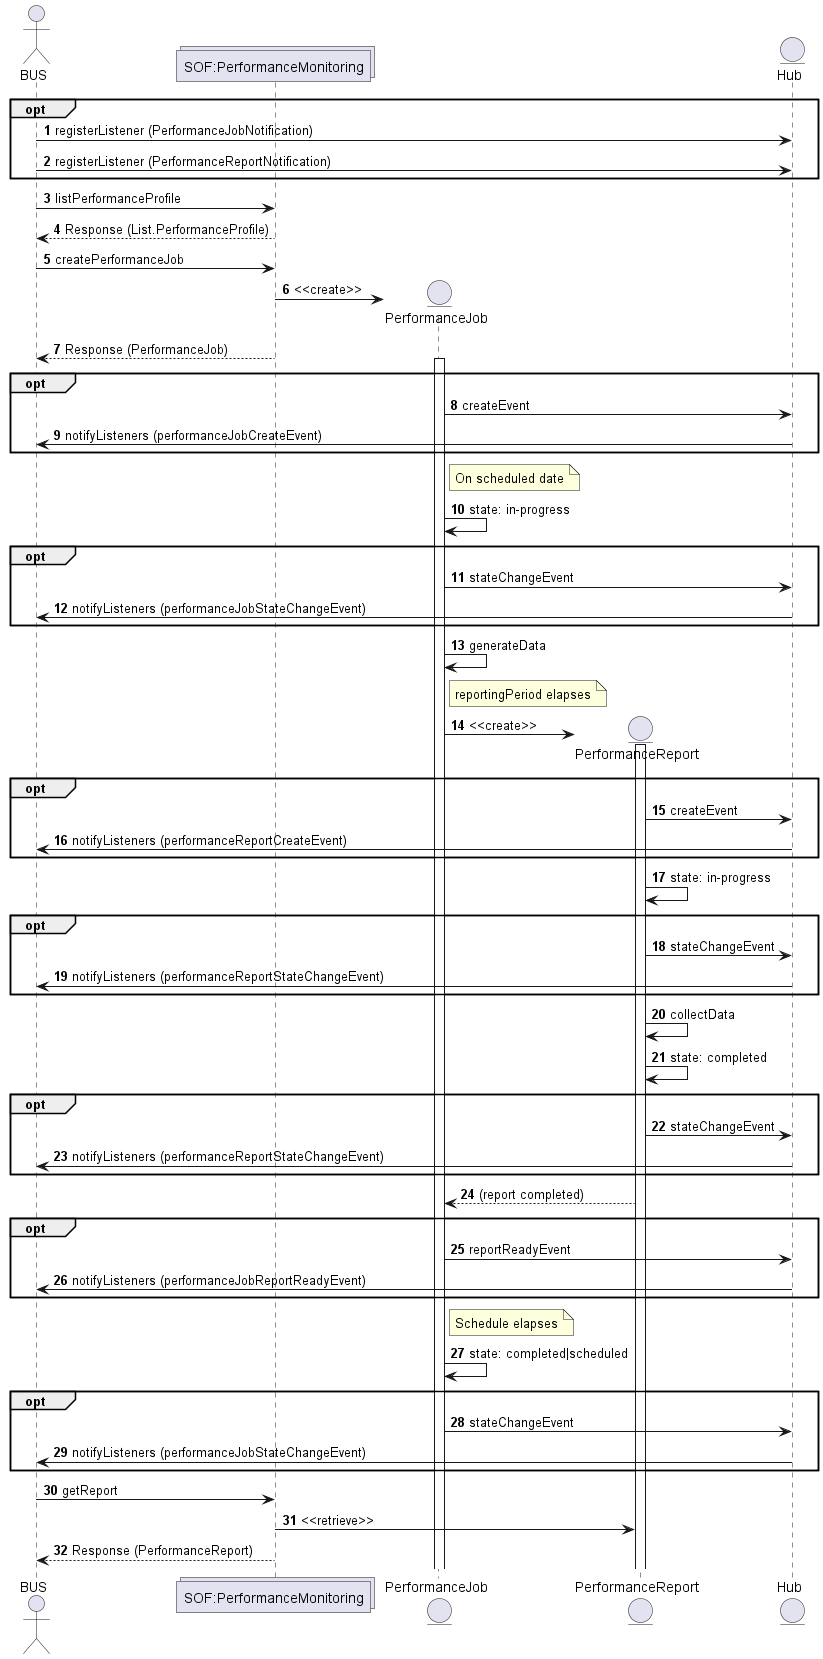 BUS
SOF:PerformanceMonitoring
Hub
opt
1 registerListener (PerformanceJobNotification)
2 registerListener (PerformanceReportNotification)
3 listPerformanceProfile
4 Response (List.PerformanceProfile)
5 createPerformanceJob
6 <<create>>
PerformanceJob
7 Response (PerformanceJob)
opt
8 createEvent
9 notifyListeners (performanceJobCreateEvent)
On scheduled date
10 state: in-progress
opt
11 stateChangeEvent
12 notifyListeners (performanceJobStateChangeEvent)
13 generateData
reportingPeriod elapses
14 <<create>>
PerformanceReport
opt
15 createEvent
16 notifyListeners (performanceReportCreateEvent)
17 state: in-progress
opt
18 stateChangeEvent
19 notifyListeners (performanceReportStateChangeEvent)
20 collectData
21 state: completed
opt
22 stateChangeEvent
23 notifyListeners (performanceReportStateChangeEvent)
24 (report completed)
opt
25 reportReadyEvent
26 notifyListeners (performanceJobReportReadyEvent)
Schedule elapses
27 state: completed|scheduled
opt
28 stateChangeEvent
29 notifyListeners (performanceJobStateChangeEvent)
30 getReport
31 <<retrieve>>
32 Response (PerformanceReport)
BUS
SOF:PerformanceMonitoring
PerformanceJob
PerformanceReport
Hub